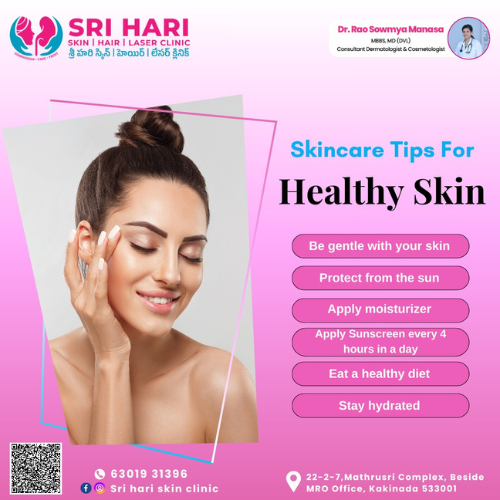 SRI HARI
SKIN | HAIR | LASER CLINIC
శ్రీ హరి స్కిన్ | హెయిర్ | లేసర్ క్లినిక్
Dr. Rao Sowmya Manasa
MBBS, MD (DVL)
Consultant Dermatologist & Cosmetologist
Skincare Tips For
Healthy Skin
Be gentle with your skin
Protect from the sun
Apply moisturizer
Apply Sunscreen every 4
hours in a day
Eat a healthy diet
Stay hydrated
63019 31396
Sri hari skin clinic
22-2-7,Mathrusri Complex, Beside
MRO Office, Kakinada 533001